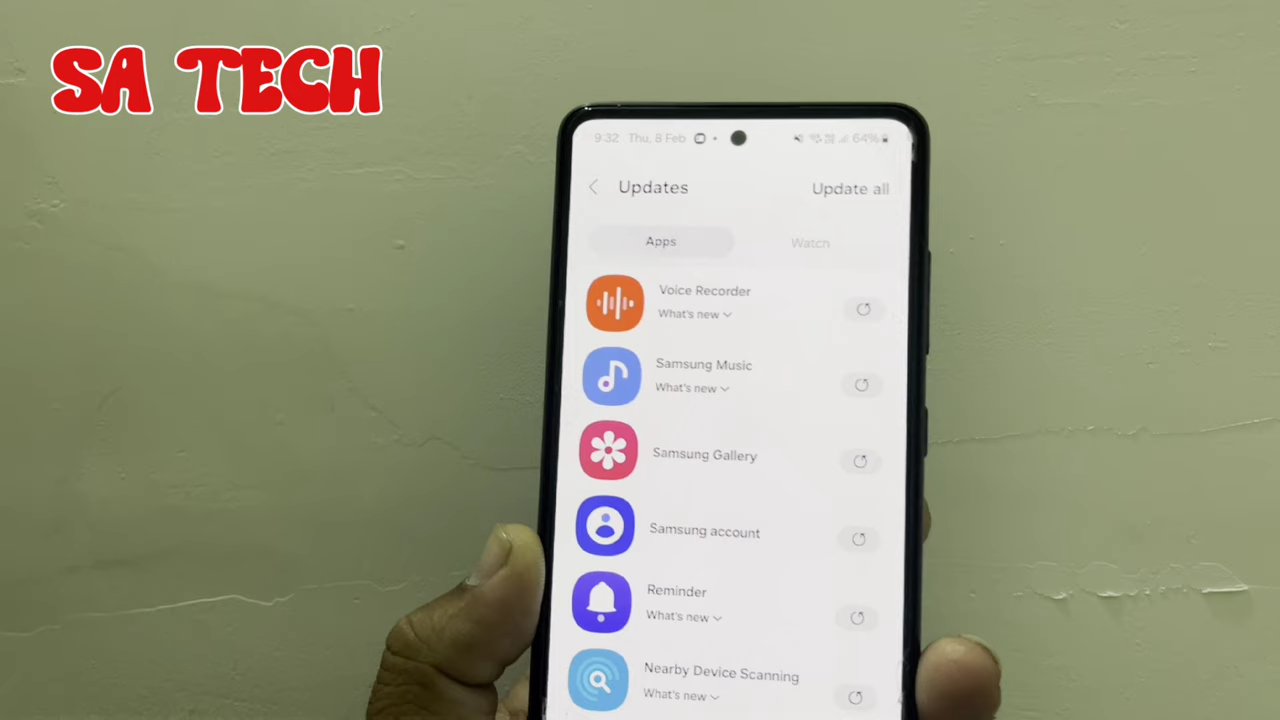 SA TECH
9:32 Thu, 8 Feb 64%
Updates
Update all
Apps
Watch
Voice Recorder
What's new
Samsung Music
What's new
Samsung Gallery
Samsung account
Reminder
What's new
Nearby Device Scanning
What's new